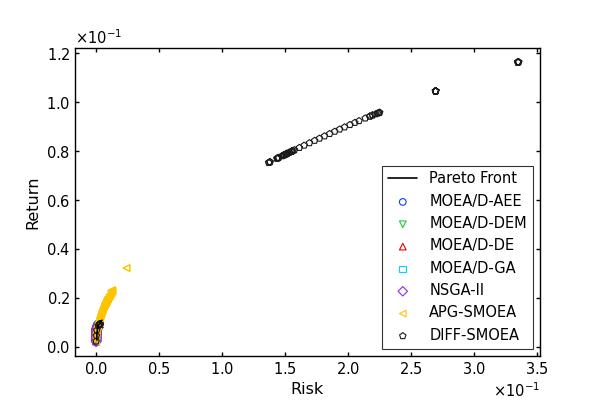 ×10⁻¹
1.2
1.0
0.8
0.6
0.4
0.2
0.0
Return
Pareto Front
MOEA/D-AEE
MOEA/D-DEM
MOEA/D-DE
MOEA/D-GA
NSGA-II
APG-SMOEA
DIFF-SMOEA
0.0 0.5 1.0 1.5 2.0 2.5 3.0 3.5
Risk
×10⁻¹